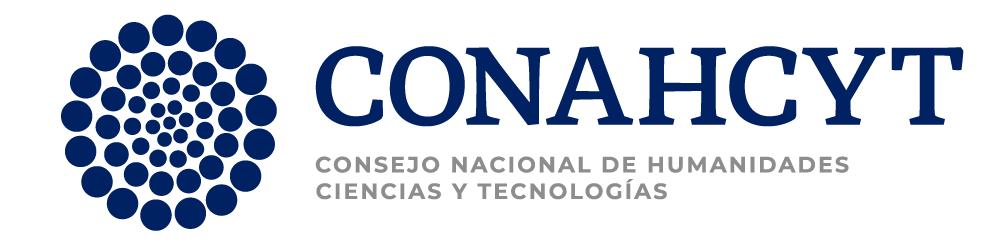 CONAHCYT
CONSEJO NACIONAL DE HUMANIDADES
CIENCIAS Y TECNOLOGÍAS